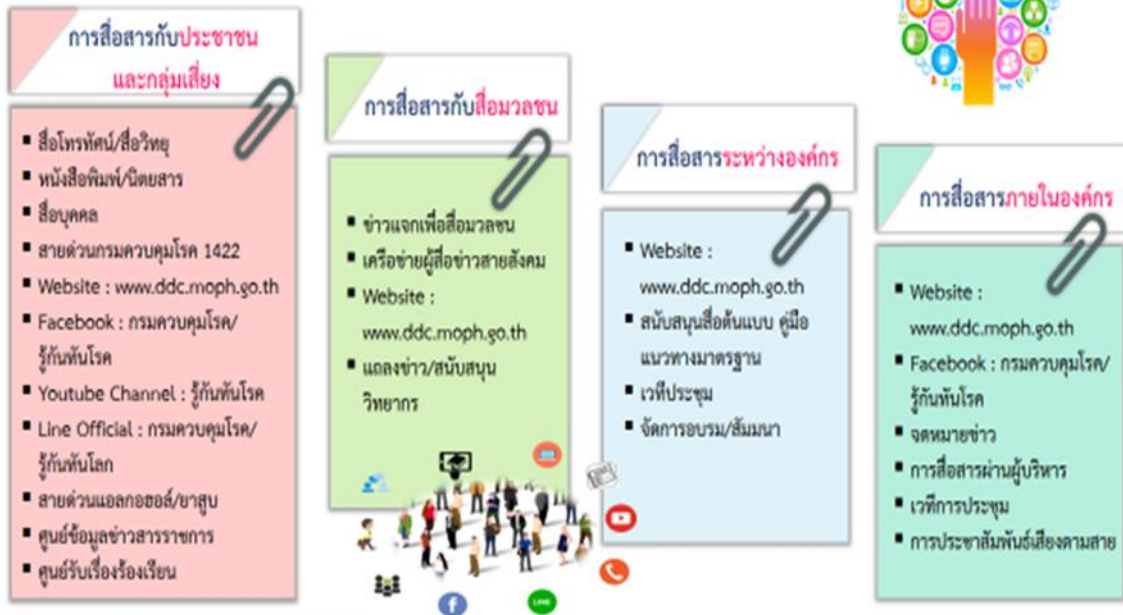 การสื่อสารกับประชาชน
และกลุ่มเสี่ยง
▪ สื่อโทรทัศน์/สื่อวิทยุ
▪ หนังสือพิมพ์/นิตยสาร
▪ สื่อบุคคล
▪ สายด่วนกรมควบคุมโรค 1422
▪ Website : www.ddc.moph.go.th
▪ Facebook : กรมควบคุมโรค/
รู้กันทันโรค
▪ Youtube Channel : รู้กันทันโรค
▪ Line Official : กรมควบคุมโรค/
รู้กันทันโลก
▪ สายด่วนแอลกอฮอล์/ยาสูบ
▪ ศูนย์ข้อมูลข่าวสารราชการ
▪ ศูนย์รับเรื่องร้องเรียน
การสื่อสารกับสื่อมวลชน
▪ ข่าวแจกเพื่อสื่อมวลชน
▪ เครือข่ายผู้สื่อข่าวสายสังคม
▪ Website :
www.ddc.moph.go.th
▪ แถลงข่าว/สนับสนุน
วิทยากร
การสื่อสารระหว่างองค์กร
▪ Website :
www.ddc.moph.go.th
▪ สนับสนุนสื่อต้นแบบ คู่มือ
แนวทางมาตรฐาน
▪ เวทีประชุม
▪ จัดการอบรม/สัมมนา
การสื่อสารภายในองค์กร
▪ Website :
www.ddc.moph.go.th
▪ Facebook : กรมควบคุมโรค/
รู้กันทันโรค
▪ จดหมายข่าว
▪ การสื่อสารผ่านผู้บริหาร
▪ เวทีการประชุม
▪ การประชาสัมพันธ์เสียงตามสาย
LINE